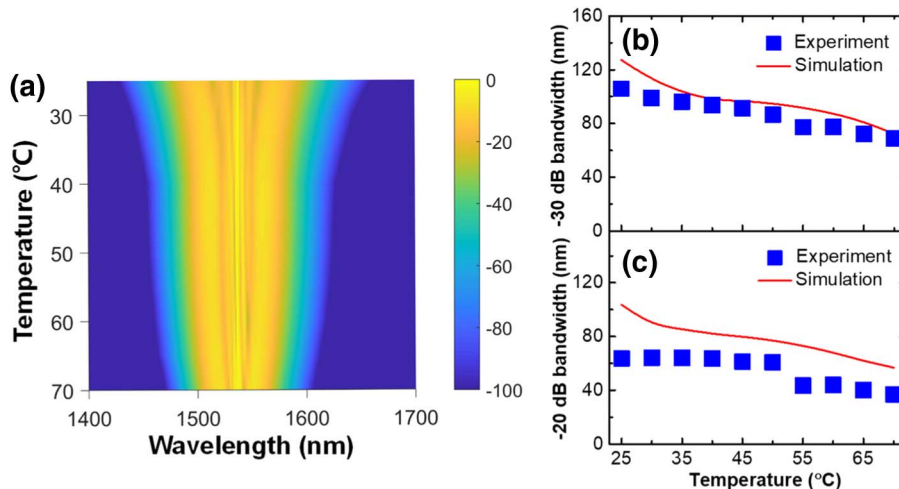 (a)
Temperature (°C)
30
40
50
60
70
1400
1500
1600
1700
Wavelength (nm)
0
-20
-40
-60
-80
-100
(b)
-30 dB bandwidth (nm)
160
120
80
40
0
Experiment
Simulation
(c)
-20 dB bandwidth (nm)
120
80
40
0
Experiment
Simulation
25
35
45
55
65
Temperature (°C)